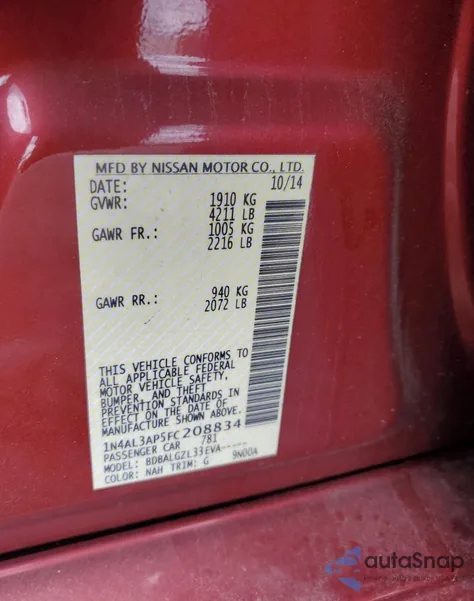 MFD BY NISSAN MOTOR CO., LTD.
DATE: 10/14
GVWR: 1910 KG
4211 LB
GAWR FR.: 1005 KG
2216 LB
GAWR RR.: 940 KG
2072 LB
THIS VEHICLE CONFORMS TO
ALL APPLICABLE FEDERAL
MOTOR VEHICLE SAFETY,
BUMPER, AND THEFT
PREVENTION STANDARDS IN
EFFECT ON THE DATE OF
MANUFACTURE SHOWN ABOVE.
1N4AL3AP5FC208834
PASSENGER CAR 781
MODEL: BDBALGZL33EVA-----
COLOR: NAH TRIM: G 9N00A
autaSnap